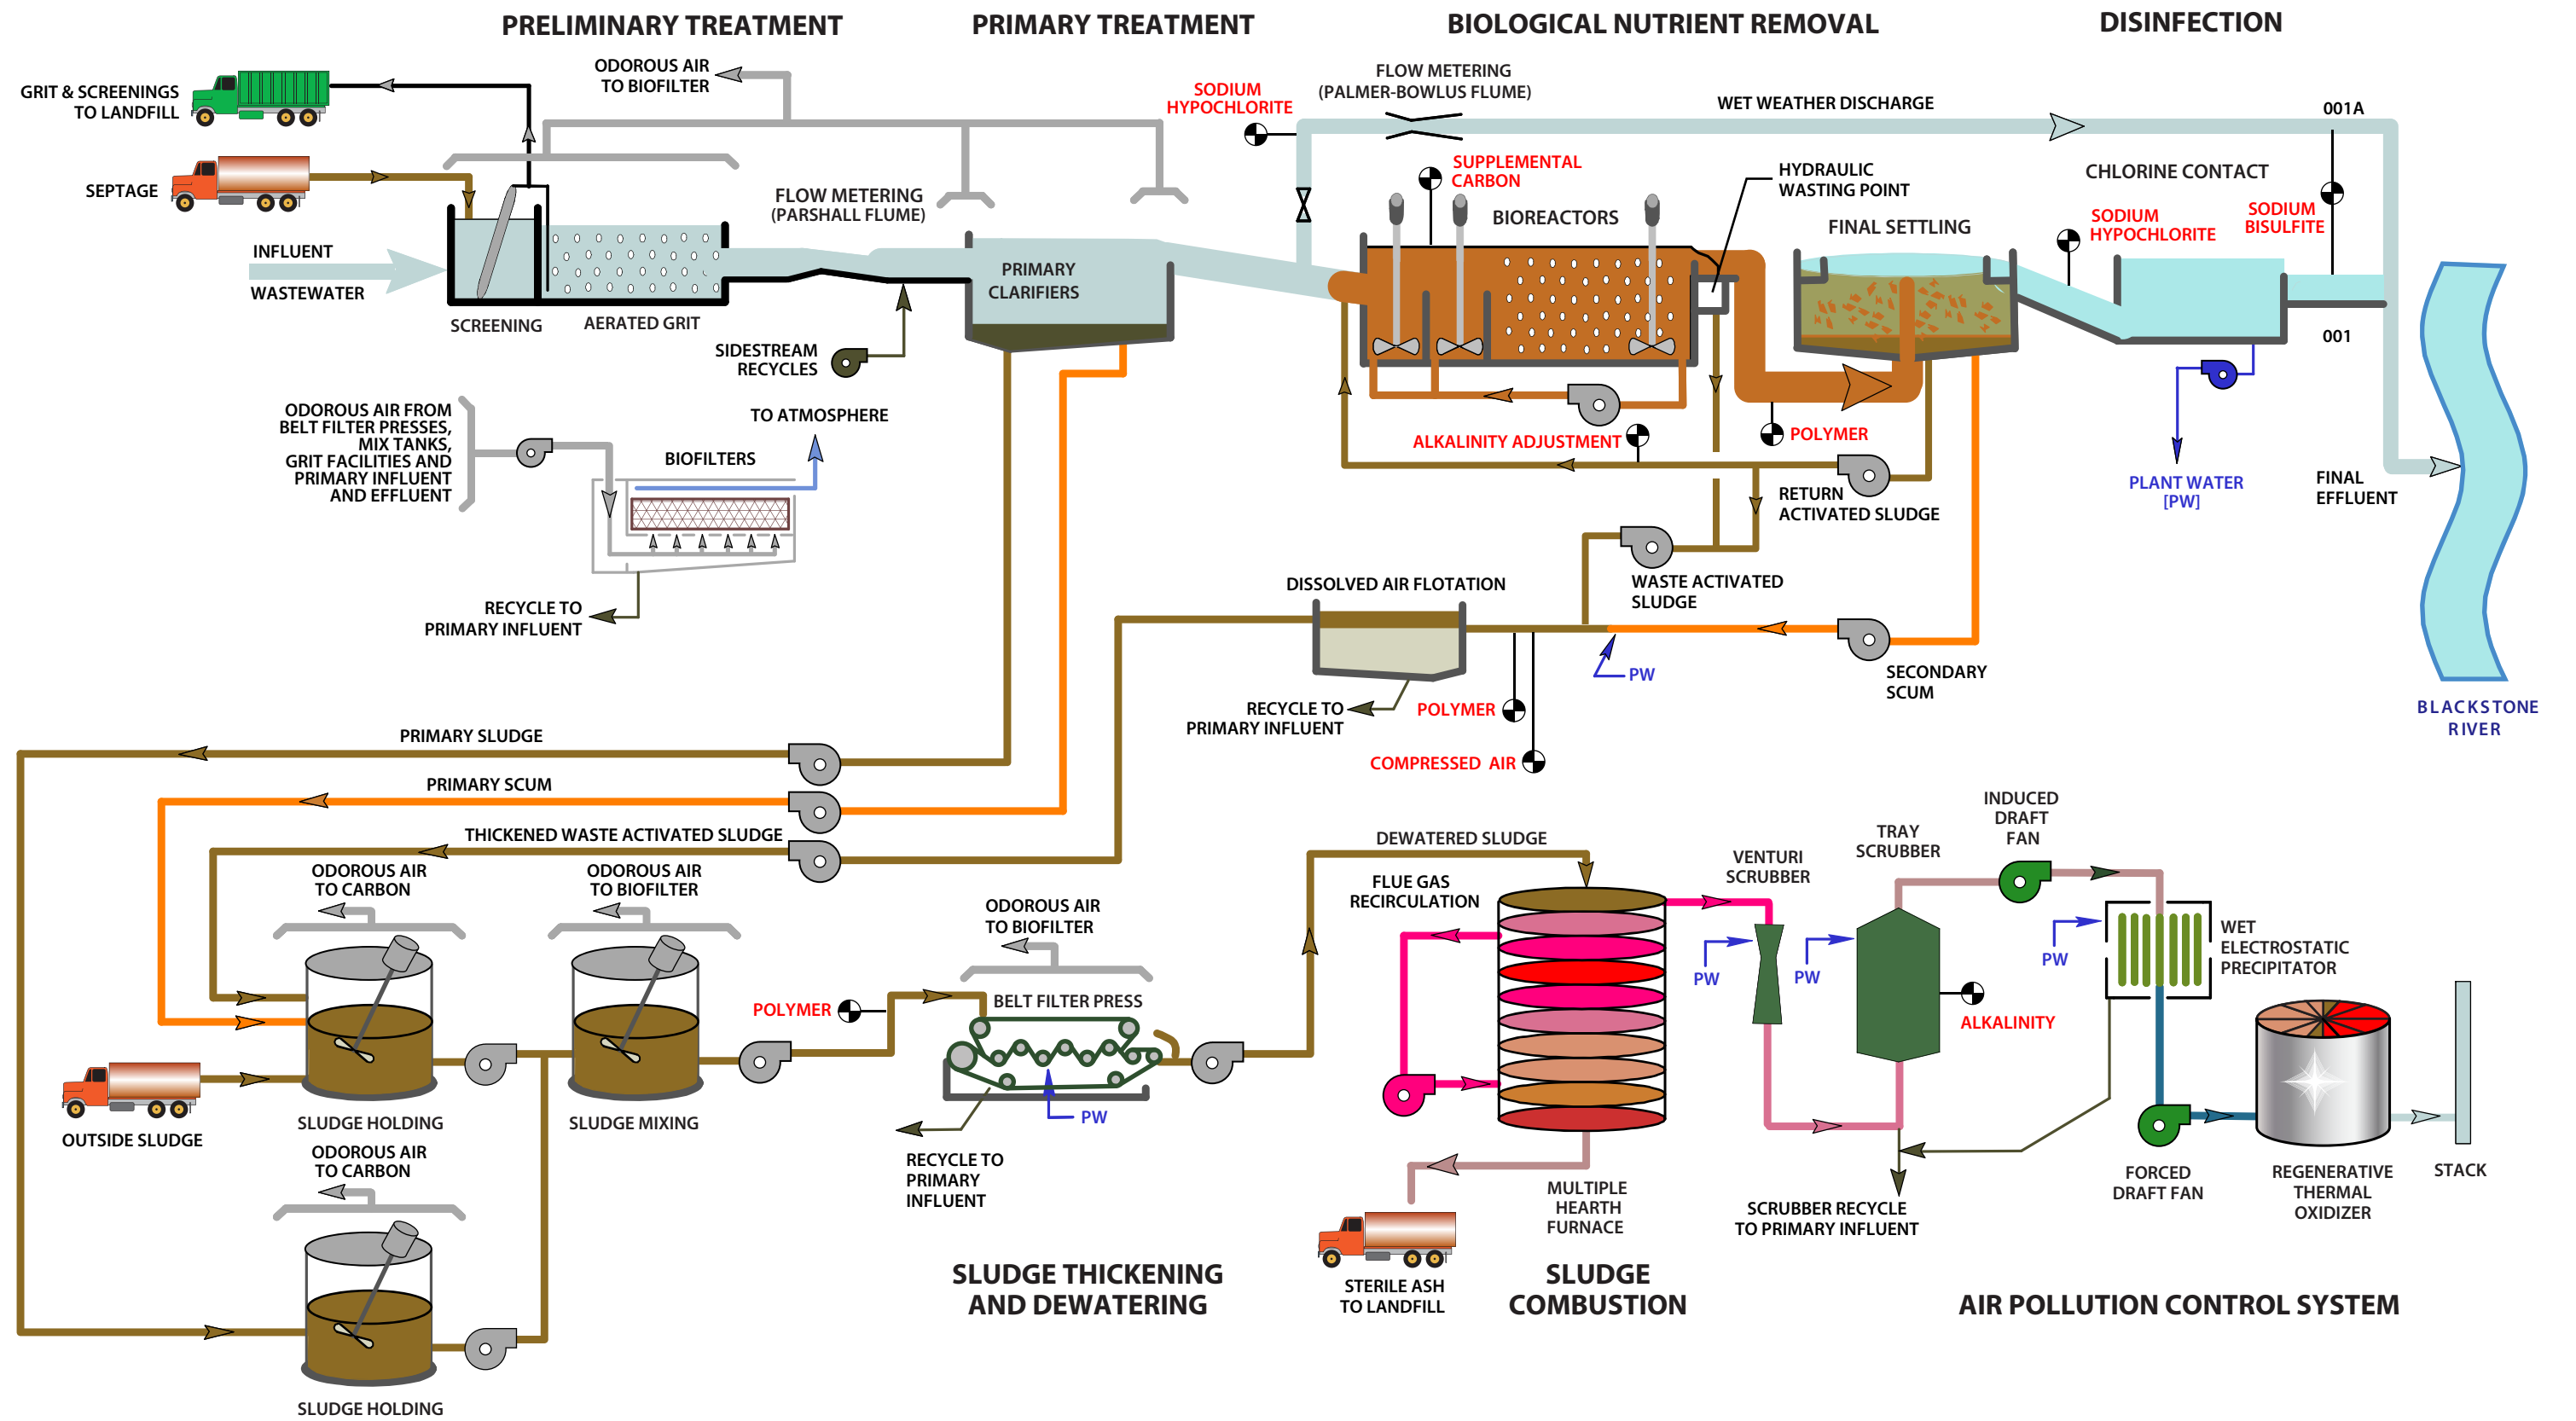 PRELIMINARY TREATMENT
PRIMARY TREATMENT
BIOLOGICAL NUTRIENT REMOVAL
DISINFECTION
GRIT & SCREENINGS
TO LANDFILL
ODOROUS AIR
TO BIOFILTER
SODIUM
HYPOCHLORITE
FLOW METERING
(PALMER-BOWLUS FLUME)
WET WEATHER DISCHARGE
001A
SEPTAGE
FLOW METERING
(PARSHALL FLUME)
SUPPLEMENTAL
CARBON
BIOREACTORS
HYDRAULIC
WASTING POINT
FINAL SETTLING
CHLORINE CONTACT
SODIUM
HYPOCHLORITE
SODIUM
BISULFITE
INFLUENT
WASTEWATER
SCREENING
AERATED GRIT
PRIMARY
CLARIFIERS
SIDESTREAM
RECYCLES
001
ODOROUS AIR FROM
BELT FILTER PRESSES,
MIX TANKS,
GRIT FACILITIES AND
PRIMARY INFLUENT
AND EFFLUENT
TO ATMOSPHERE
BIOFILTERS
RECYCLE TO
PRIMARY INFLUENT
ALKALINITY ADJUSTMENT
POLYMER
RETURN
ACTIVATED SLUDGE
PLANT WATER
[PW]
FINAL
EFFLUENT
DISSOLVED AIR FLOTATION
WASTE ACTIVATED
SLUDGE
PW
SECONDARY
SCUM
RECYCLE TO
PRIMARY INFLUENT
POLYMER
COMPRESSED AIR
BLACKSTONE
RIVER
PRIMARY SLUDGE
PRIMARY SCUM
THICKENED WASTE ACTIVATED SLUDGE
ODOROUS AIR
TO CARBON
ODOROUS AIR
TO BIOFILTER
ODOROUS AIR
TO BIOFILTER
DEWATERED SLUDGE
FLUE GAS
RECIRCULATION
VENTURI
SCRUBBER
TRAY
SCRUBBER
INDUCED
DRAFT
FAN
PW
PW
PW
WET
ELECTROSTATIC
PRECIPITATOR
POLYMER
BELT FILTER PRESS
PW
ALKALINITY
OUTSIDE SLUDGE
SLUDGE HOLDING
SLUDGE MIXING
ODOROUS AIR
TO CARBON
RECYCLE TO
PRIMARY
INFLUENT
MULTIPLE
HEARTH
FURNACE
SCRUBBER RECYCLE
TO PRIMARY INFLUENT
FORCED
DRAFT FAN
REGENERATIVE
THERMAL
OXIDIZER
STACK
STERILE ASH
TO LANDFILL
SLUDGE THICKENING
AND DEWATERING
SLUDGE
COMBUSTION
AIR POLLUTION CONTROL SYSTEM
SLUDGE HOLDING